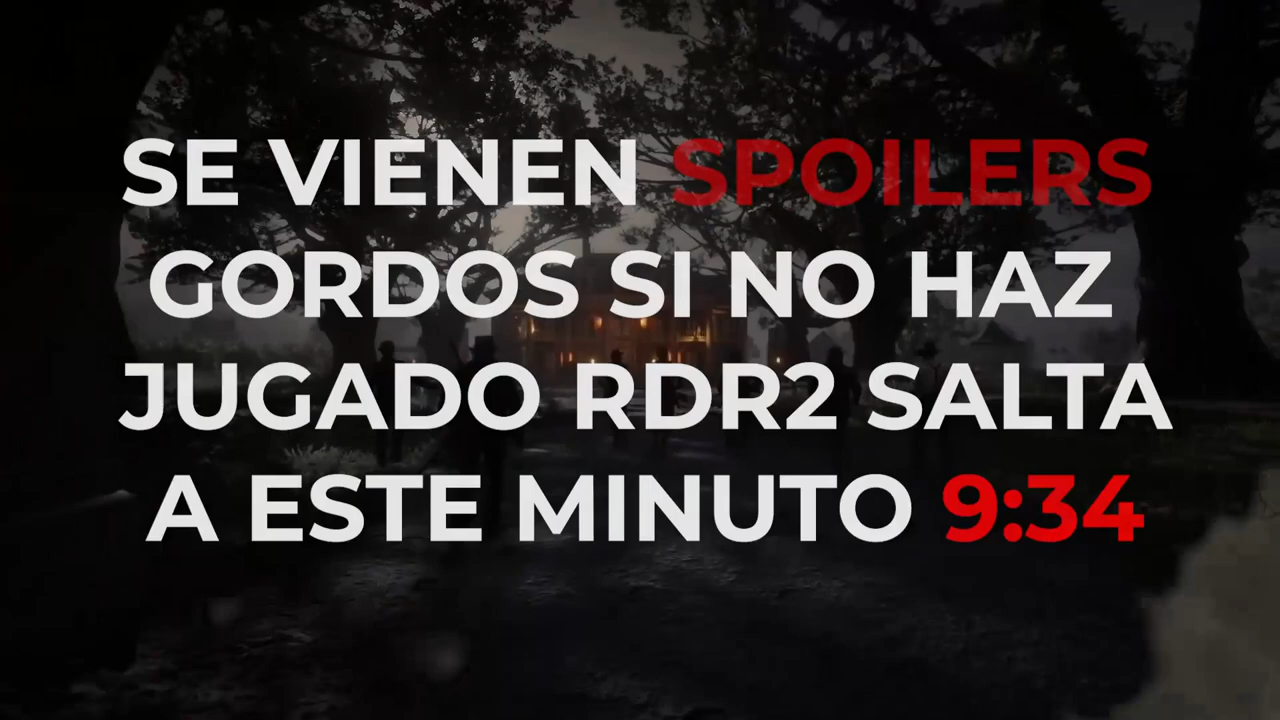 SE VIENEN SPOILERS
GORDOS SI NO HAZ
JUGADO RDR2 SALTA
A ESTE MINUTO 9:34